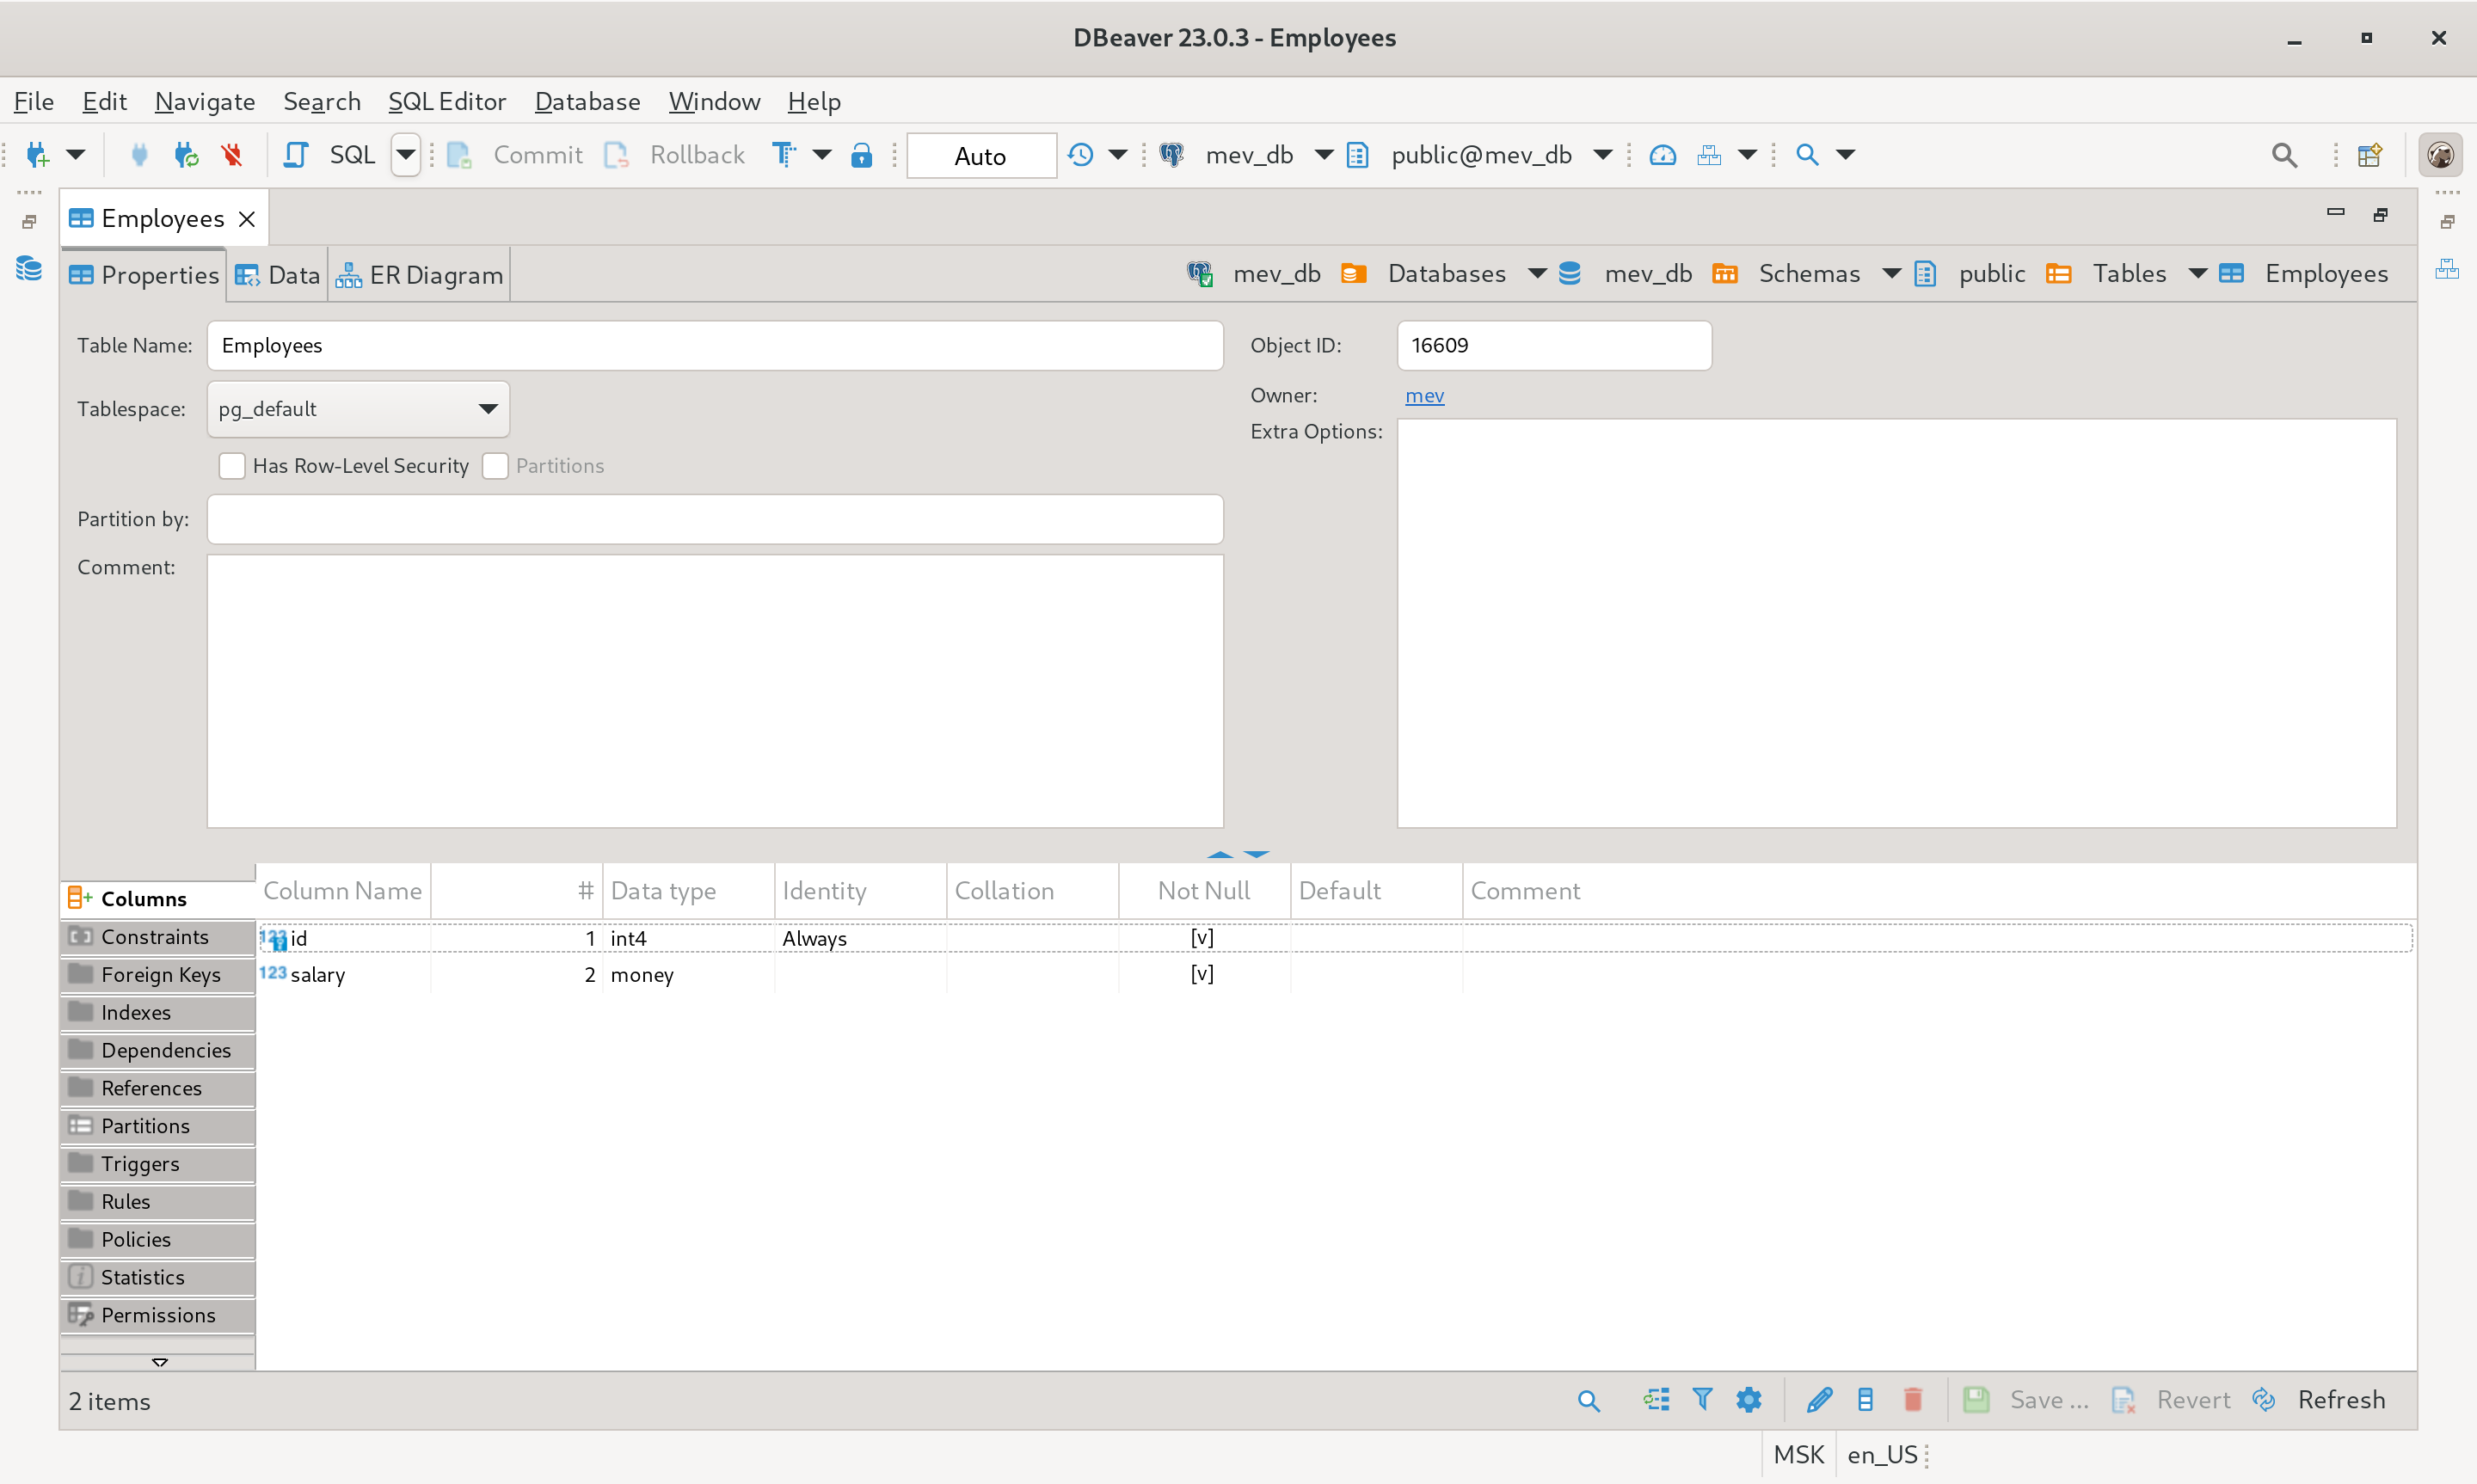 DBeaver 23.0.3 - Employees
File Edit Navigate Search SQL Editor Database Window Help
SQL Commit Rollback Auto mev_db public@mev_db
Employees
Properties Data ER Diagram mev_db Databases mev_db Schemas public Tables Employees
Table Name: Employees Object ID: 16609
Tablespace: pg_default Owner: mev
Extra Options:
Has Row-Level Security Partitions
Partition by:
Comment:
Columns Column Name # Data type Identity Collation Not Null Default Comment
Constraints 123 id 1 int4 Always [v]
Foreign Keys 123 salary 2 money [v]
Indexes
Dependencies
References
Partitions
Triggers
Rules
Policies
Statistics
Permissions
2 items Save ... Revert Refresh
MSK en_US